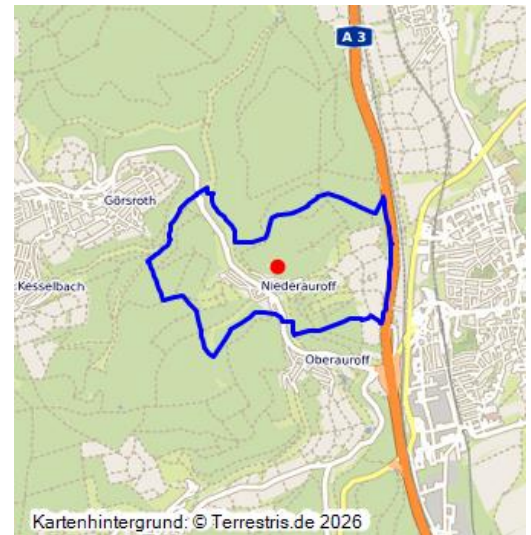 A 3
Görsroth
Kesselbach
Niederauroff
Oberauroff
Kartenhintergrund: © Terrestris.de 2026